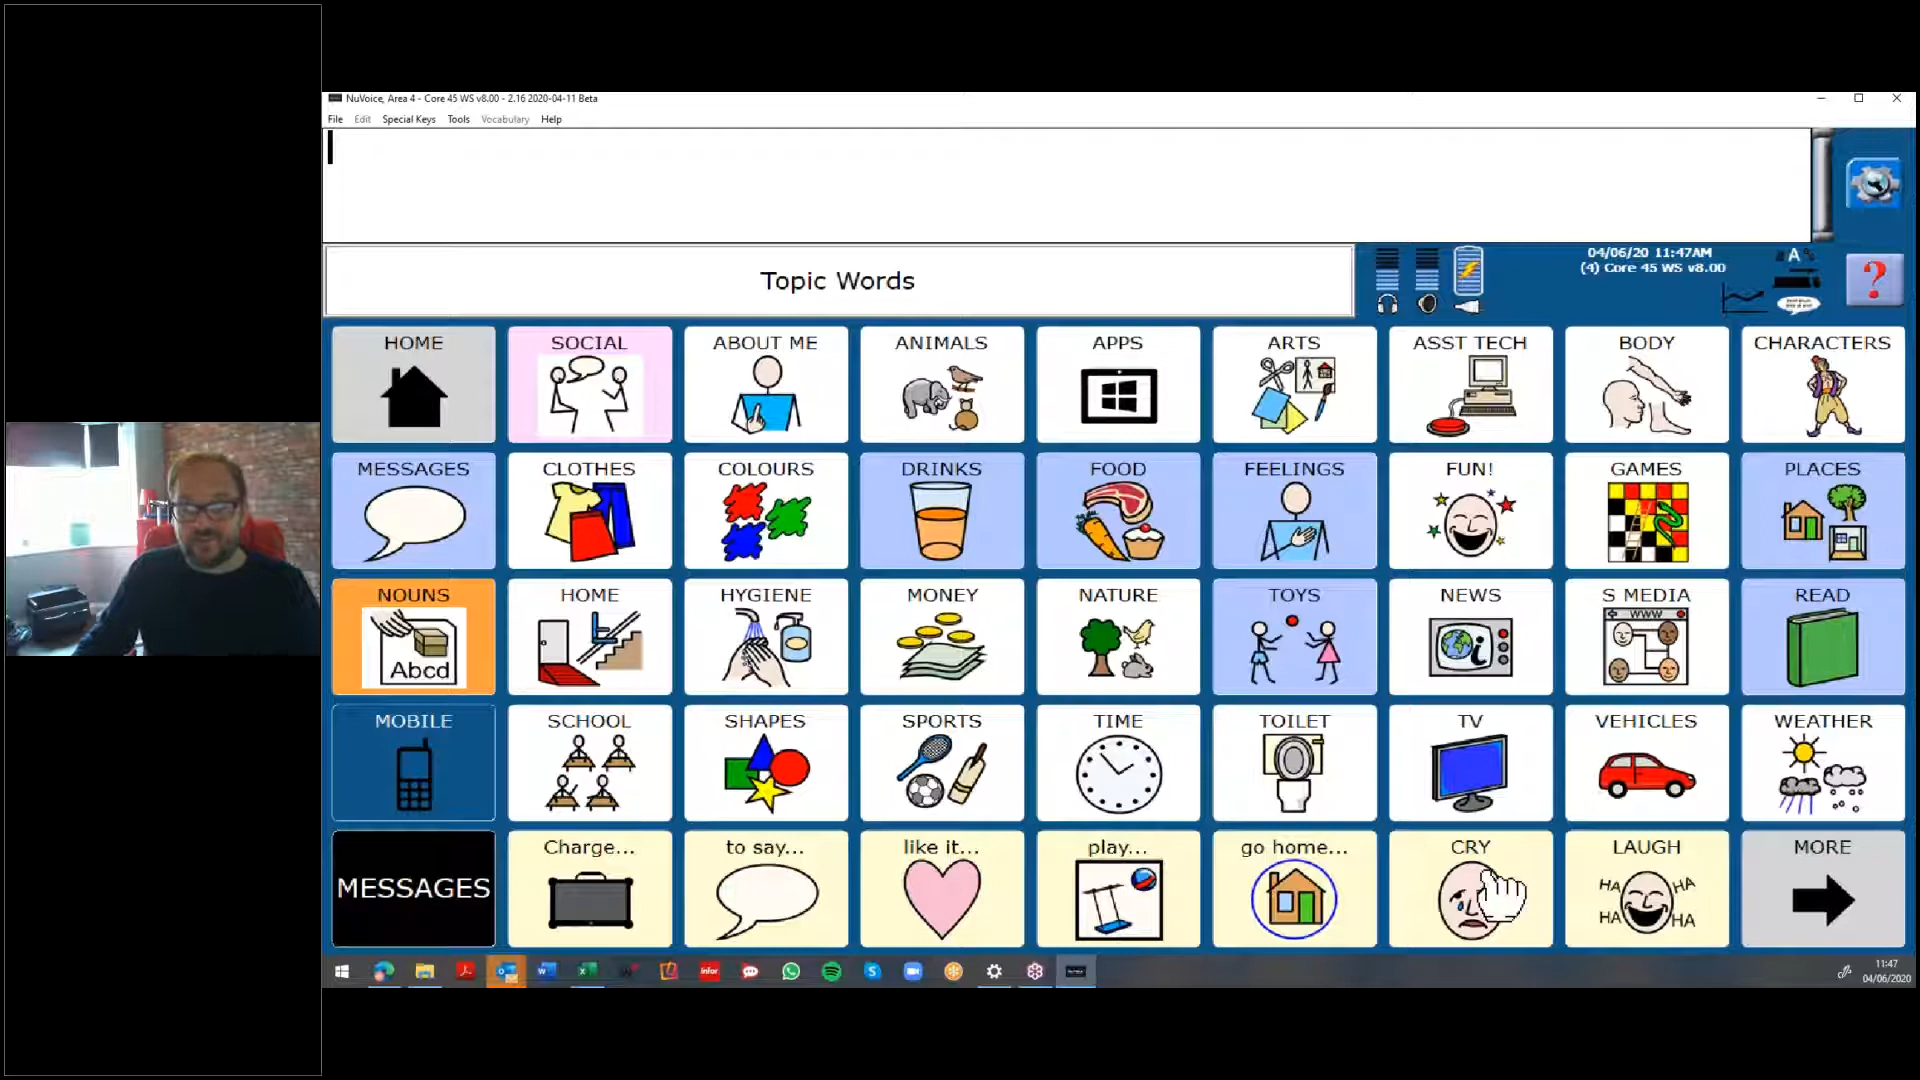 NuVoice, Area 4 - Core 45 WS v8.00 - 2.16 2020-04-11 Beta
File Edit Special Keys Tools Vocabulary Help
04/06/20 11:47AM
(4) Core 45 WS v8.00
A
?
Topic Words
HOME SOCIAL ABOUT ME ANIMALS APPS ARTS ASST TECH BODY CHARACTERS
MESSAGES CLOTHES COLOURS DRINKS FOOD FEELINGS FUN! GAMES PLACES
NOUNS HOME HYGIENE MONEY NATURE TOYS NEWS S MEDIA READ
WWW
i
Abcd
MOBILE SCHOOL SHAPES SPORTS TIME TOILET TV VEHICLES WEATHER
MESSAGES Charge... to say... like it... play... go home... CRY LAUGH MORE
HA HA
HA HA
infor
11:47
04/06/2020